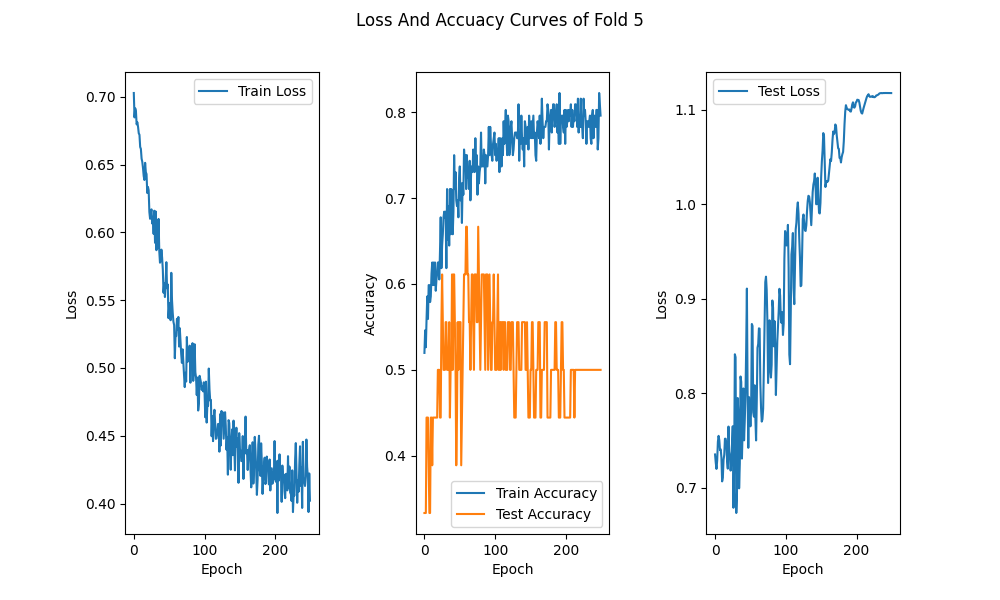 Loss And Accuacy Curves of Fold 5
Train Loss
0.70
0.65
0.60
0.55
0.50
0.45
0.40
Loss
0 100 200
Epoch
0.8
0.7
0.6
0.5
0.4
Accuracy
Train Accuracy
Test Accuracy
0 100 200
Epoch
Test Loss
1.1
1.0
0.9
0.8
0.7
Loss
0 100 200
Epoch